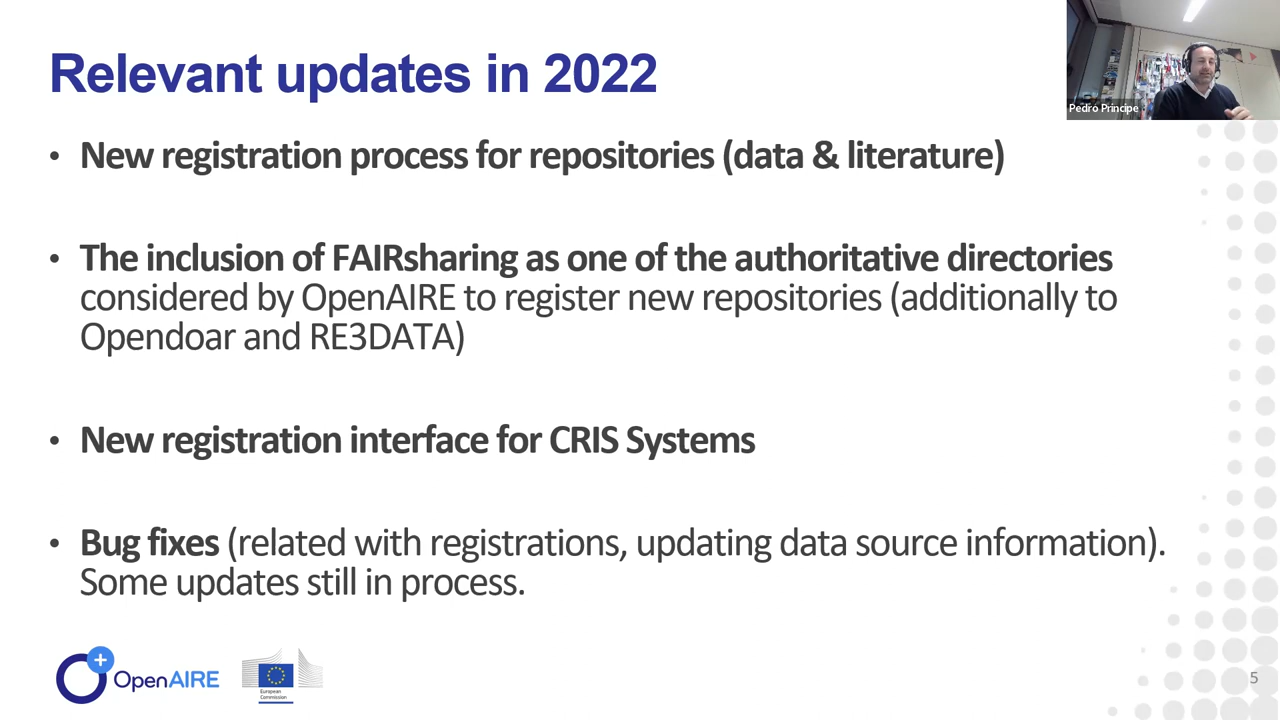 Relevant updates in 2022
Pedro Principe
• New registration process for repositories (data & literature)
• The inclusion of FAIRsharing as one of the authoritative directories
considered by OpenAIRE to register new repositories (additionally to
Opendoar and RE3DATA)
• New registration interface for CRIS Systems
• Bug fixes (related with registrations, updating data source information).
Some updates still in process.
OpenAIRE
European
Commission
5